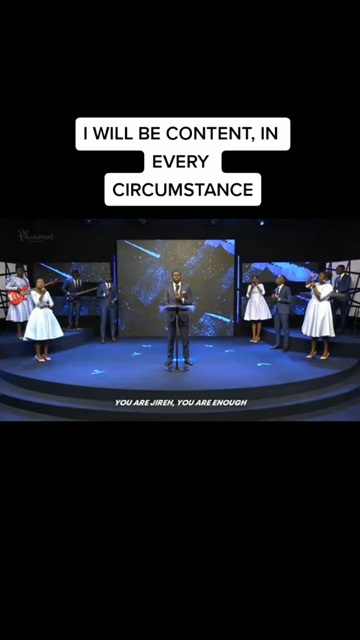 I WILL BE CONTENT, IN
EVERY
CIRCUMSTANCE
YOU ARE JIREH, YOU ARE ENOUGH